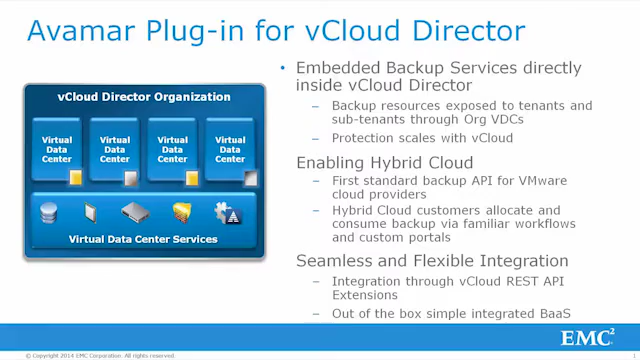 Avamar Plug-in for vCloud Director
vCloud Director Organization
Virtual
Data
Center
Virtual
Data
Center
Virtual
Data
Center
Virtual
Data
Center
Virtual Data Center Services
• Embedded Backup Services directly
inside vCloud Director
– Backup resources exposed to tenants and
sub-tenants through Org VDCs
– Protection scales with vCloud
Enabling Hybrid Cloud
– First standard backup API for VMware
cloud providers
– Hybrid Cloud customers allocate and
consume backup via familiar workflows
and custom portals
Seamless and Flexible Integration
– Integration through vCloud REST API
Extensions
– Out of the box simple integrated BaaS
EMC²
© Copyright 2014 EMC Corporation. All rights reserved.
1